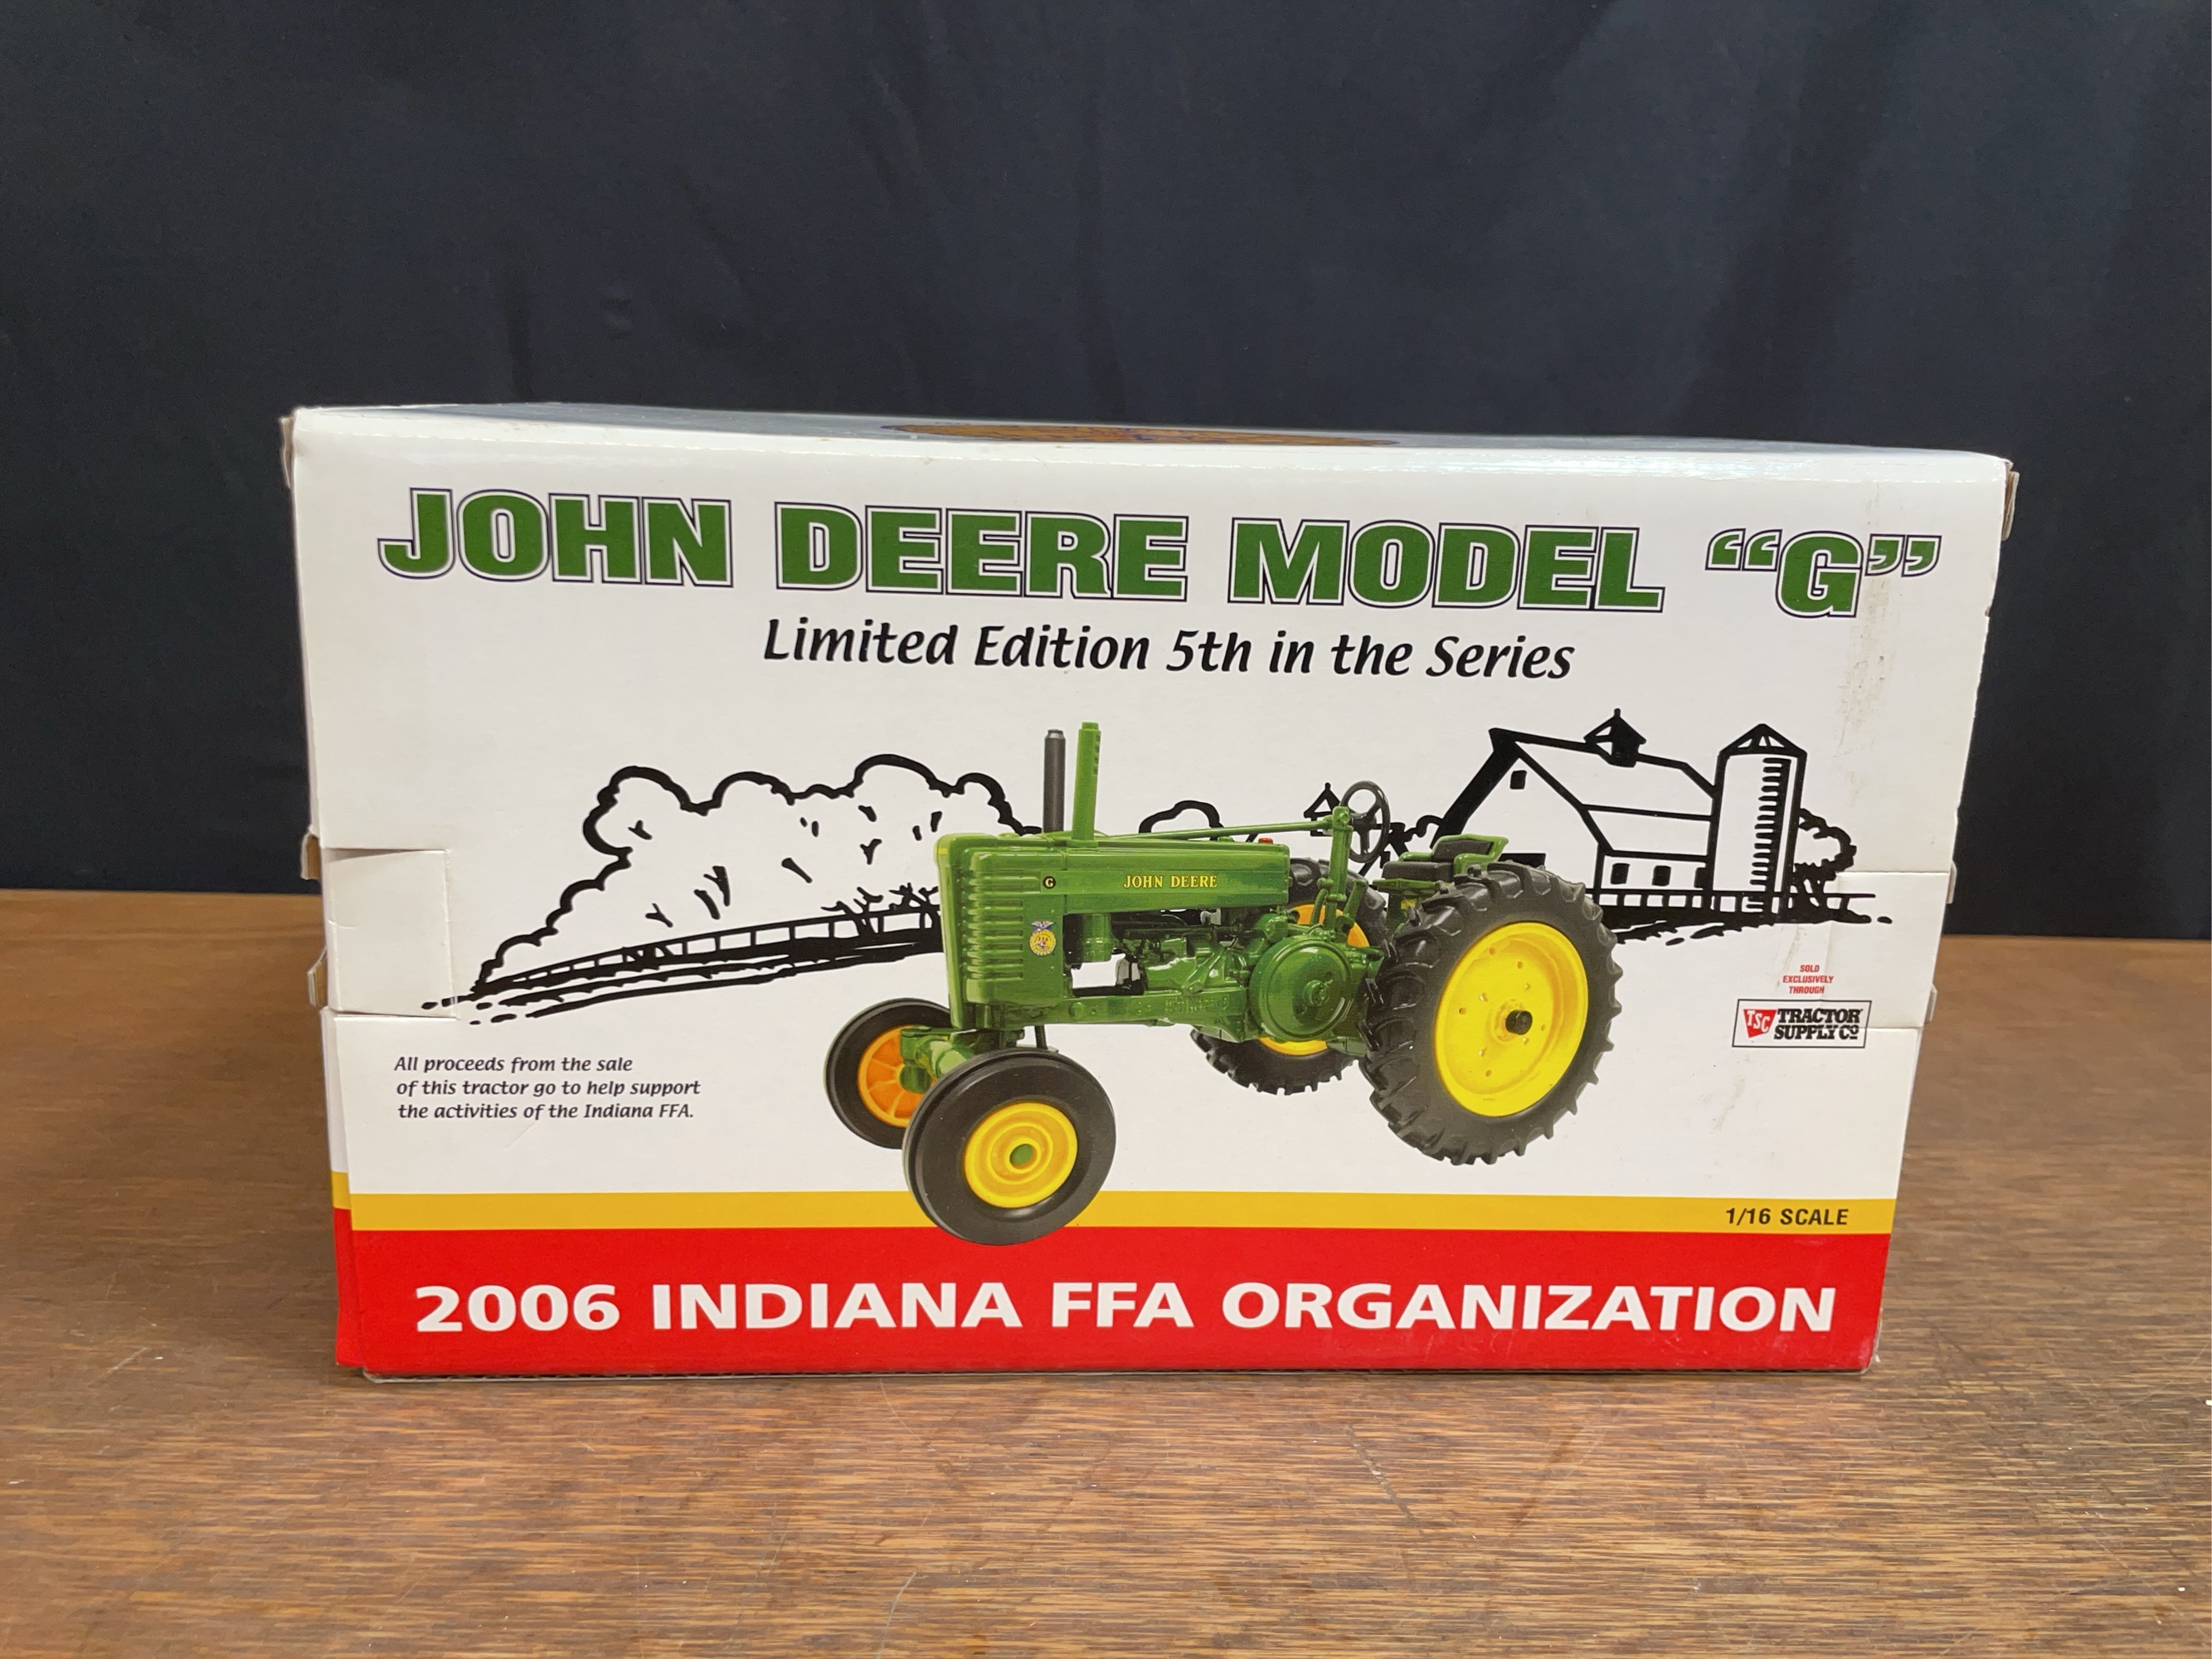 JOHN DEERE MODEL “G”
Limited Edition 5th in the Series
G
JOHN DEERE
SOLD
EXCLUSIVELY
THROUGH
TSC TRACTOR
SUPPLY CO
All proceeds from the sale
of this tractor go to help support
the activities of the Indiana FFA.
1/16 SCALE
2006 INDIANA FFA ORGANIZATION